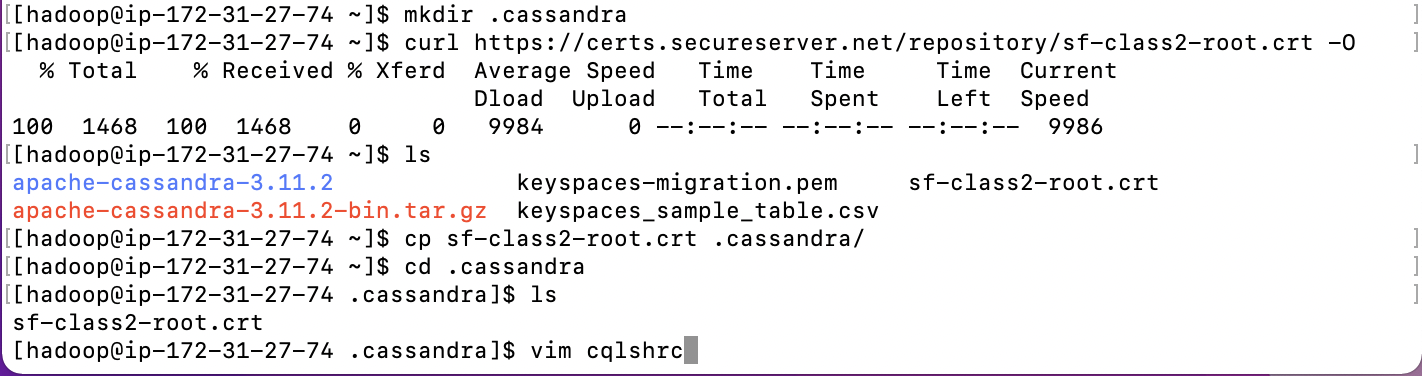 [hadoop@ip-172-31-27-74 ~]$ mkdir .cassandra
[hadoop@ip-172-31-27-74 ~]$ curl https://certs.secureserver.net/repository/sf-class2-root.crt -O
% Total % Received % Xferd Average Speed Time Time Time Current
Dload Upload Total Spent Left Speed
100 1468 100 1468 0 0 9984 0 --:--:-- --:--:-- --:--:-- 9986
[hadoop@ip-172-31-27-74 ~]$ ls
apache-cassandra-3.11.2 keyspaces-migration.pem sf-class2-root.crt
apache-cassandra-3.11.2-bin.tar.gz keyspaces_sample_table.csv
[hadoop@ip-172-31-27-74 ~]$ cp sf-class2-root.crt .cassandra/
[hadoop@ip-172-31-27-74 ~]$ cd .cassandra
[hadoop@ip-172-31-27-74 .cassandra]$ ls
sf-class2-root.crt
[hadoop@ip-172-31-27-74 .cassandra]$ vim cqlshrc